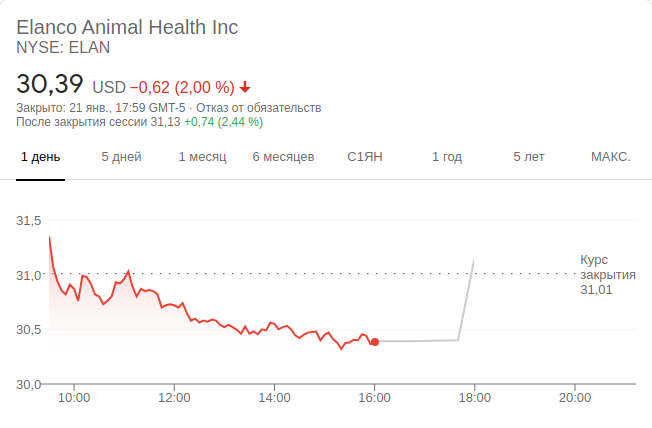 Elanco Animal Health Inc
NYSE: ELAN
30,39 USD −0,62 (2,00 %)
Закрыто: 21 янв., 17:59 GMT-5 · Отказ от обязательств
После закрытия сессии 31,13 +0,74 (2,44 %)
1 день 5 дней 1 месяц 6 месяцев С1ЯН 1 год 5 лет МАКС.
31,5
31,0
30,5
30,0
Курс
закрытия
31,01
10:00 12:00 14:00 16:00 18:00 20:00